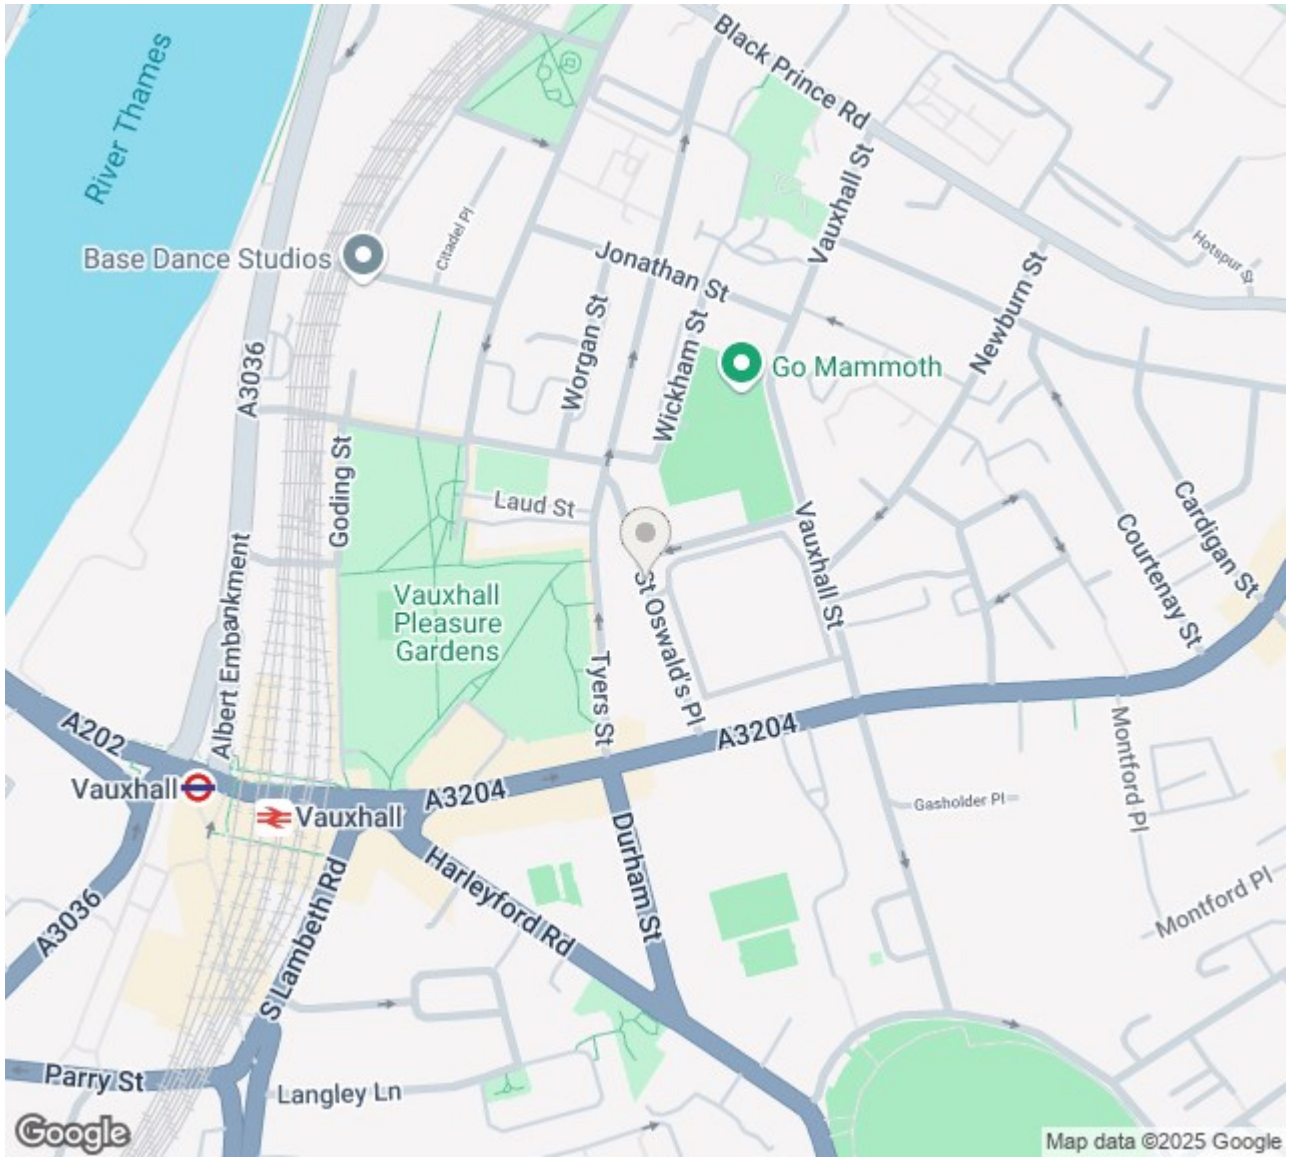 Black Prince Rd
River Thames
Vauxhall St
Citadel Pl
Base Dance Studios
Jonathan St
Hotspur St
Newburn St
Worgan St
Wickham St
A3036
Go Mammoth
Goding St
Laud St
Vauxhall St
Cardigan St
Courtenay St
Albert Embankment
Vauxhall
Pleasure
Gardens
St Oswald's Pl
Tyers St
A202
A3204
Montford Pl
Vauxhall
Vauxhall
A3204
Gasholder Pl
Durham St
Harleyford Rd
S Lambeth Rd
A3036
Montford Pl
Parry St
Langley Ln
Google
Map data ©2025 Google